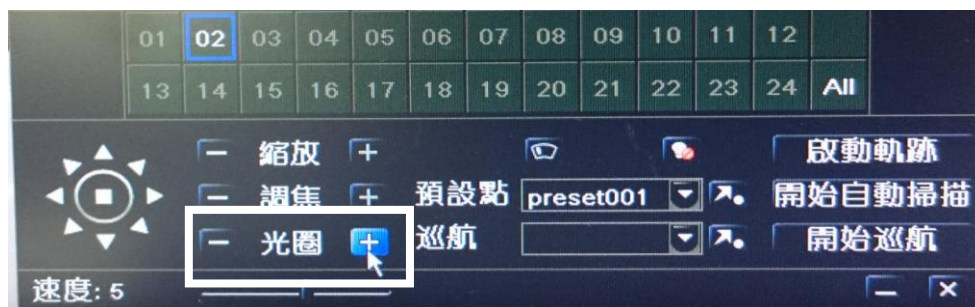 01 02 03 04 05 06 07 08 09 10 11 12
13 14 15 16 17 18 19 20 21 22 23 24 All
− 縮放 + 啟動軌跡
− 調焦 + 預設點 preset001 開始自動掃描
− 光圈 + 巡航 開始巡航
速度: 5